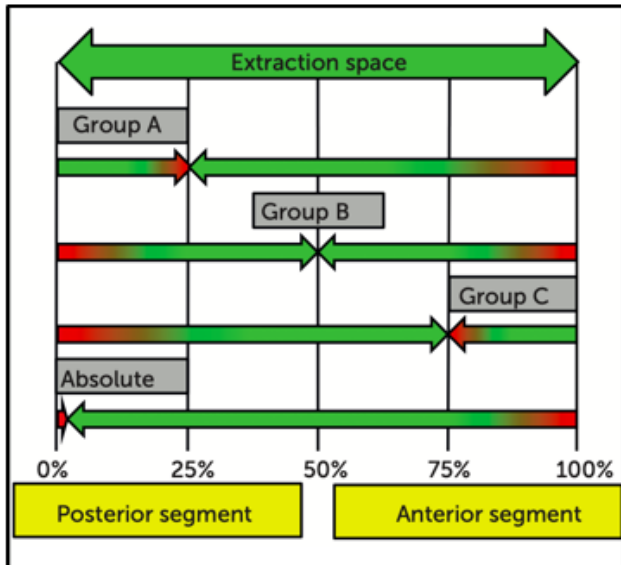 Extraction space
Group A
Group B
Group C
Absolute
0% 25% 50% 75% 100%
Posterior segment Anterior segment